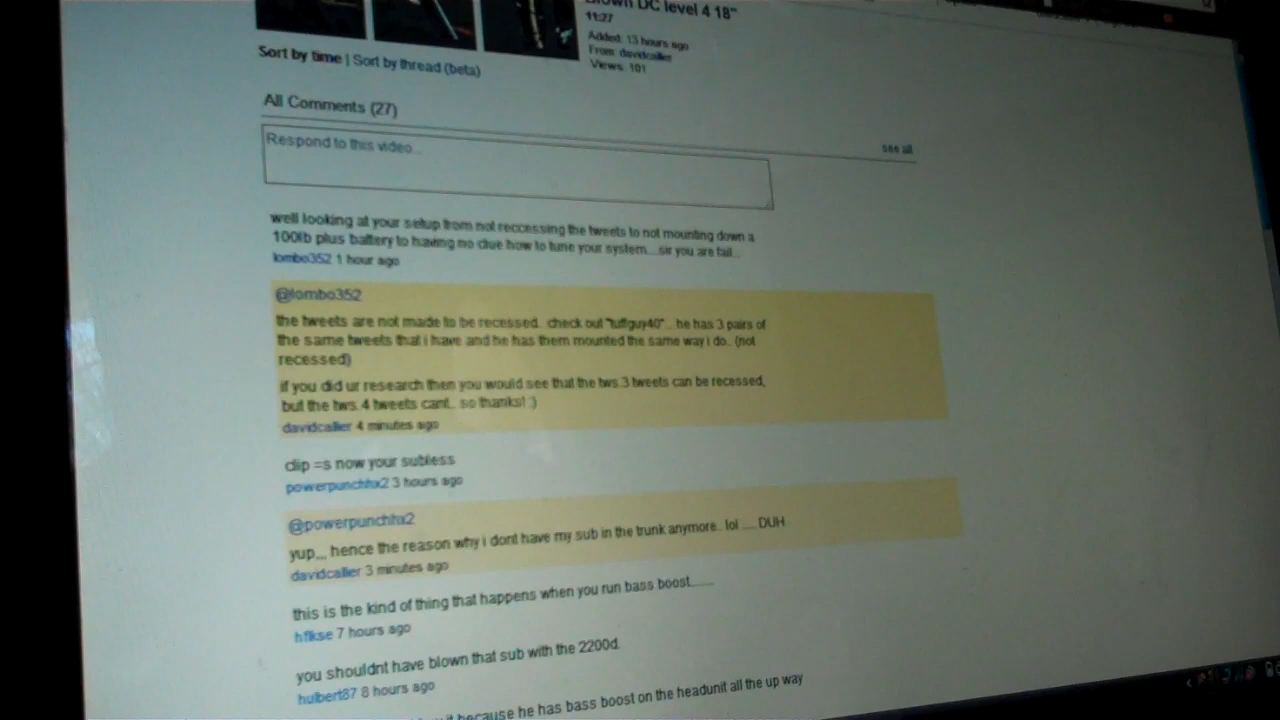 Blown DC level 4 18"
11:27
Added: 13 hours ago
From: davidcallier
Views: 101
Sort by time | Sort by thread (beta)
All Comments (27)
see all
Respond to this video...
well looking at your setup from not reccessing the tweets to not mounting down a
100lb plus battery to having no clue how to tune your system....sir you are fail...
lombo352 1 hour ago
@lombo352
the tweets are not made to be recessed.. check out "tuffguy40"... he has 3 pairs of
the same tweets that i have and he has them mounted the same way i do.. (not
recessed)
if you did ur research then you would see that the tws.3 tweets can be recessed,
but the tws.4 tweets cant.. so thanks! :)
davidcallier 4 minutes ago
clip =s now your subless
powerpunchhx2 3 hours ago
@powerpunchhx2
yup,,, hence the reason why i dont have my sub in the trunk anymore.. lol .....DUH
davidcallier 3 minutes ago
this is the kind of thing that happens when you run bass boost.......
hflkse 7 hours ago
you shouldnt have blown that sub with the 2200d.
hulbert87 8 hours ago
it because he has bass boost on the headunit all the up way